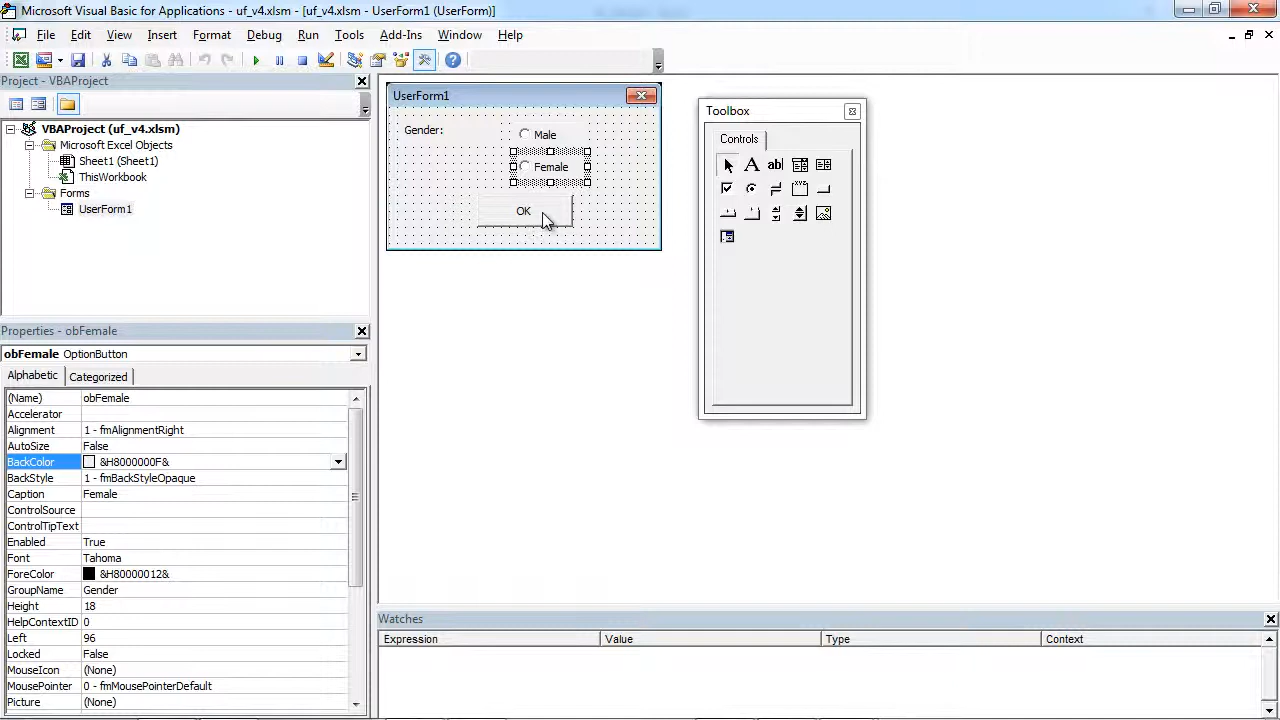 Microsoft Visual Basic for Applications - uf_v4.xlsm - [uf_v4.xlsm - UserForm1 (UserForm)]
File Edit View Insert Format Debug Run Tools Add-Ins Window Help
Project - VBAProject
VBAProject (uf_v4.xlsm)
Microsoft Excel Objects
Sheet1 (Sheet1)
ThisWorkbook
Forms
UserForm1
Properties - obFemale
obFemale OptionButton
Alphabetic Categorized
(Name) obFemale
Accelerator
Alignment 1 - fmAlignmentRight
AutoSize False
BackColor &H8000000F&
BackStyle 1 - fmBackStyleOpaque
Caption Female
ControlSource
ControlTipText
Enabled True
Font Tahoma
ForeColor &H80000012&
GroupName Gender
Height 18
HelpContextID 0
Left 96
Locked False
MouseIcon (None)
MousePointer 0 - fmMousePointerDefault
Picture (None)
UserForm1
Gender:
Male
Female
OK
Toolbox
Controls
A ab|
Watches
Expression Value Type Context